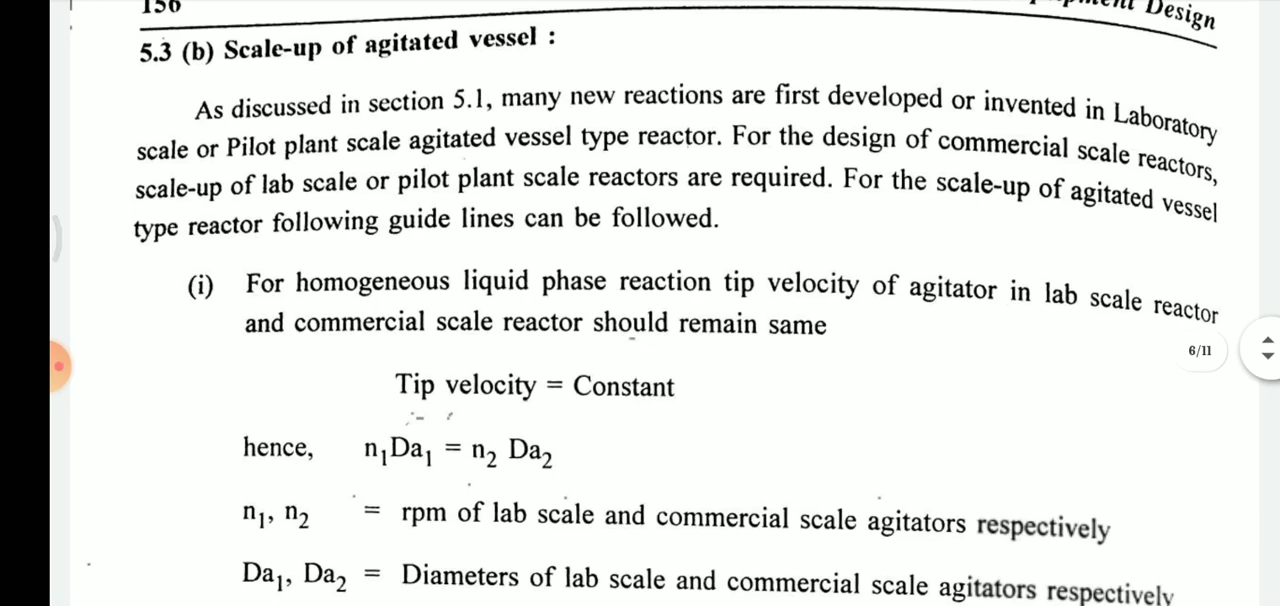 156
Design
5.3 (b) Scale-up of agitated vessel :
As discussed in section 5.1, many new reactions are first developed or invented in Laboratory
scale or Pilot plant scale agitated vessel type reactor. For the design of commercial scale reactors,
scale-up of lab scale or pilot plant scale reactors are required. For the scale-up of agitated vessel
type reactor following guide lines can be followed.
(i) For homogeneous liquid phase reaction tip velocity of agitator in lab scale reactor
and commercial scale reactor should remain same
6/11
Tip velocity = Constant
hence, n₁Da₁ = n₂ Da₂
n₁, n₂ = rpm of lab scale and commercial scale agitators respectively
Da₁, Da₂ = Diameters of lab scale and commercial scale agitators respectively